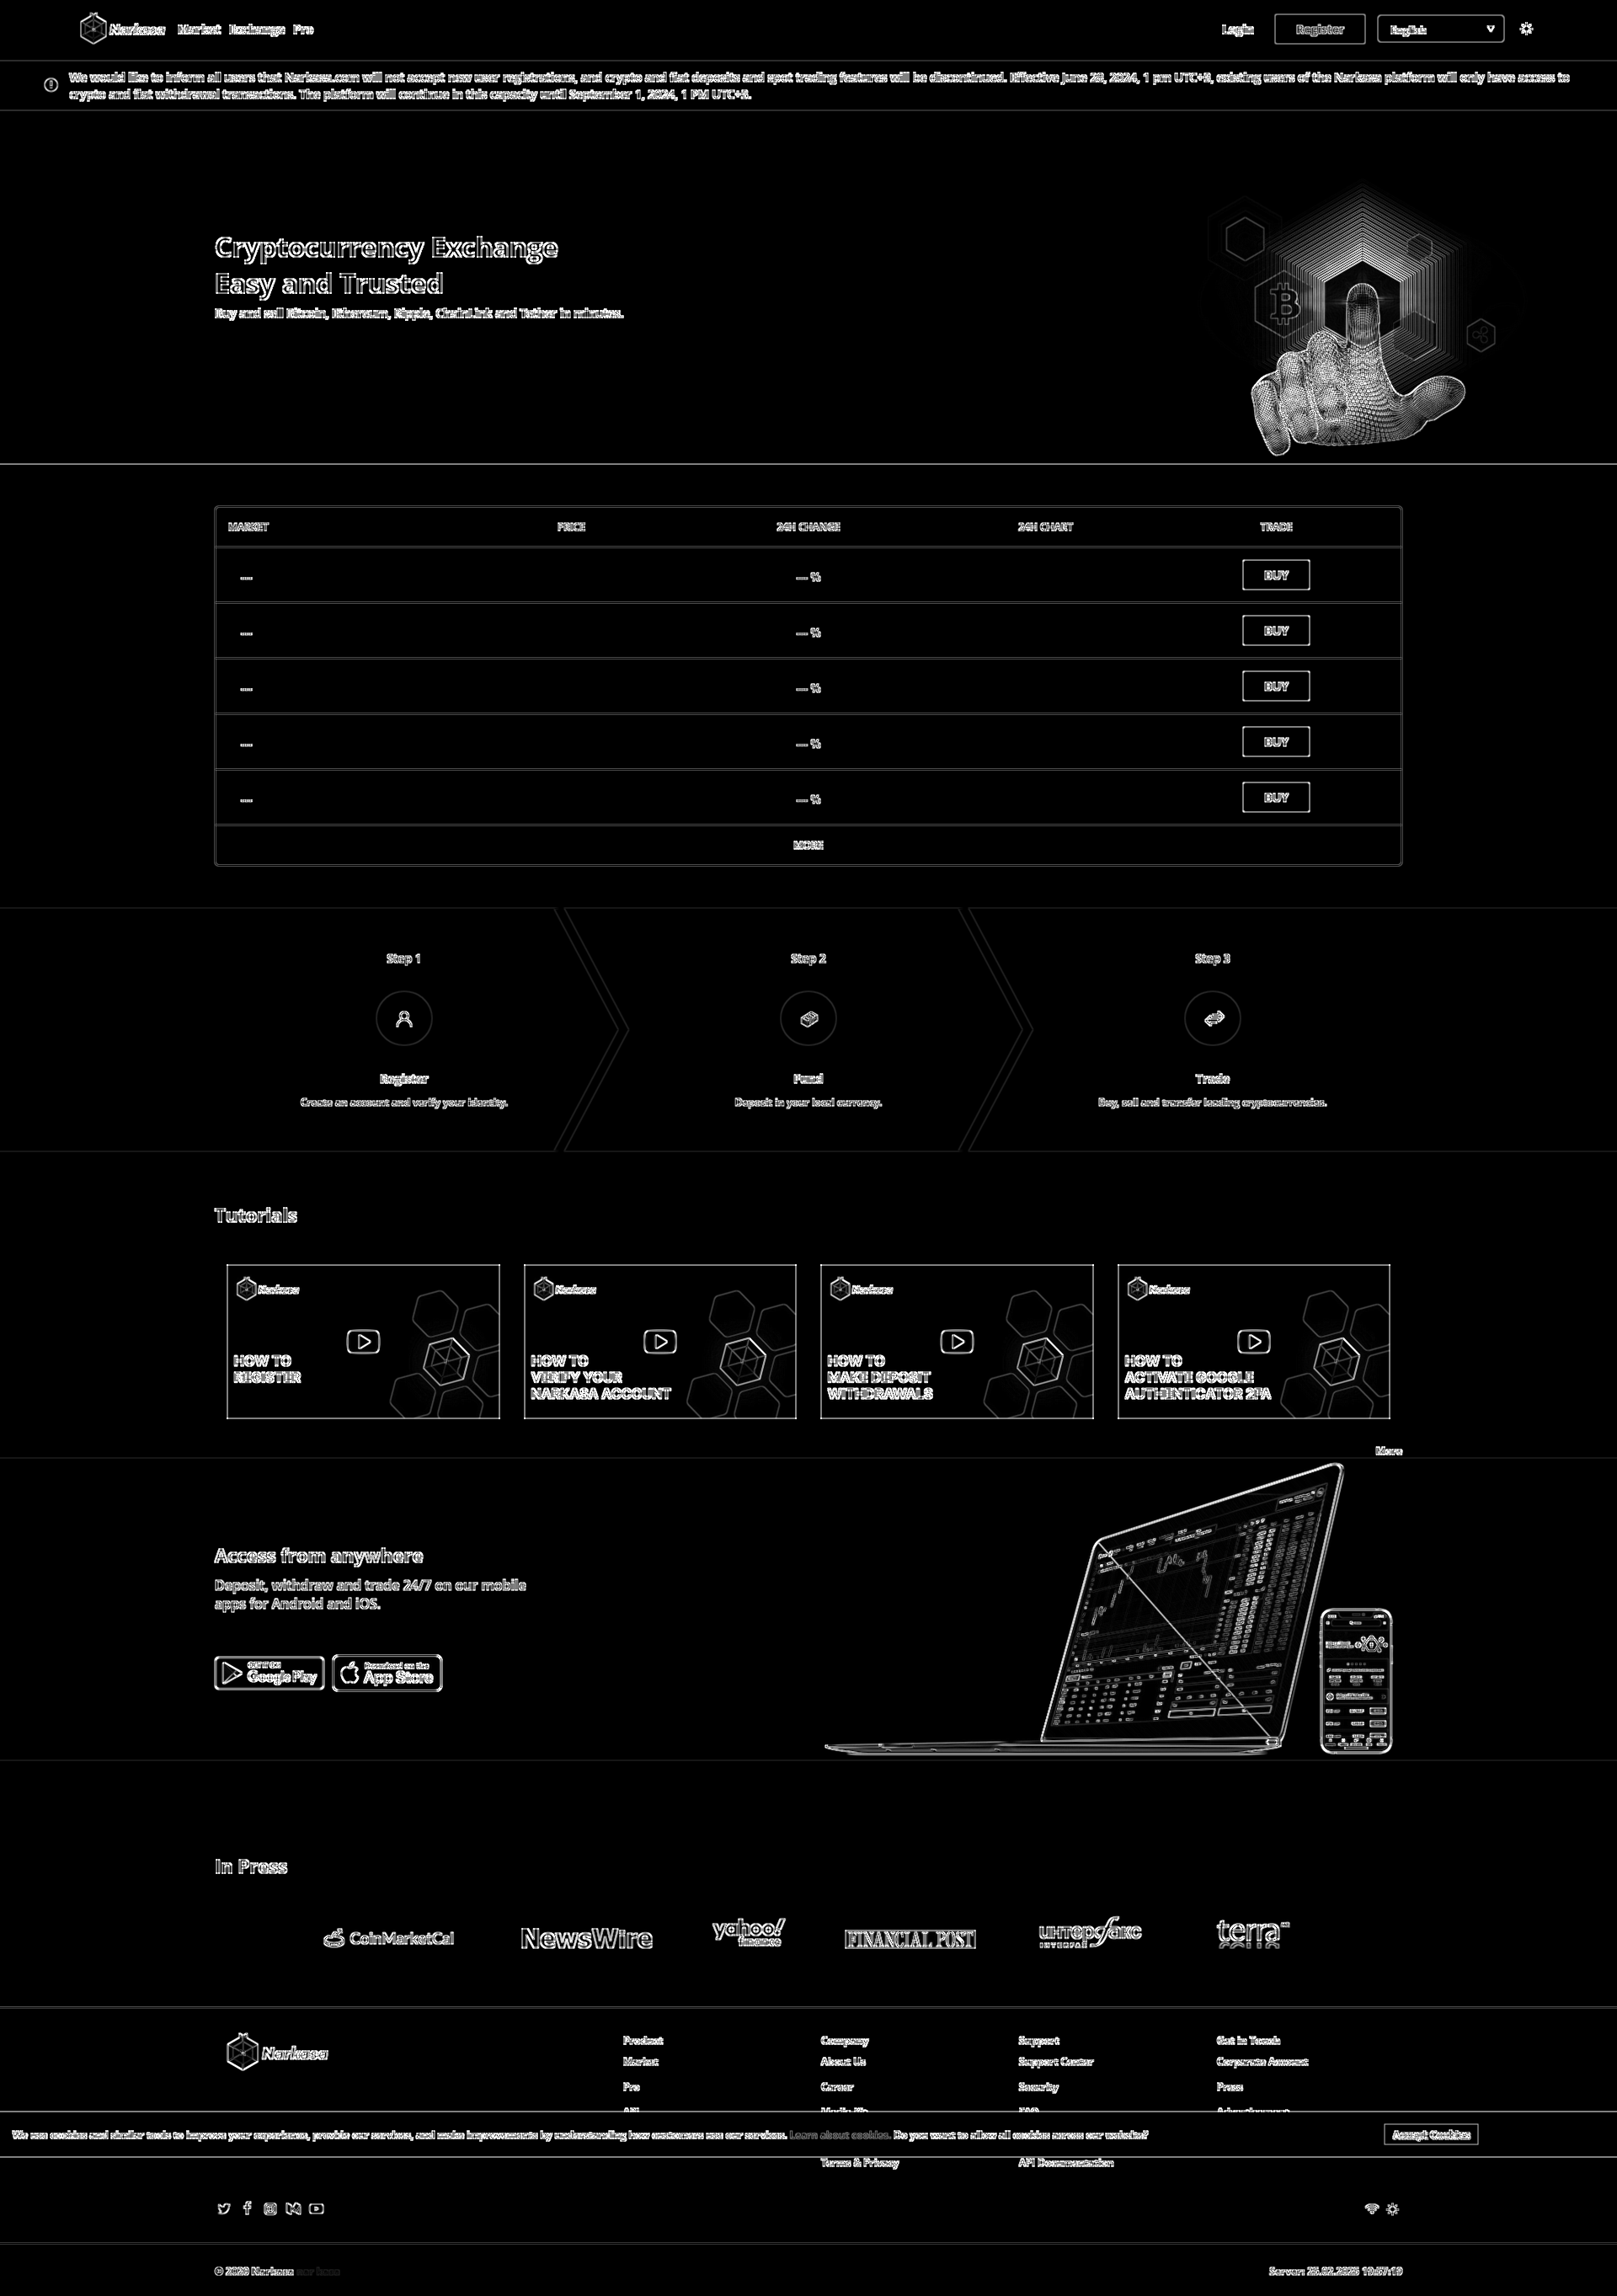 Narkasa Market Exchange Pro Login Register English
We would like to inform all users that Narkasa.com will not accept new user registrations, and crypto and fiat deposits and spot trading features will be discontinued. Effective June 28, 2024, 1 pm UTC+3, existing users of the Narkasa platform will only have access to
crypto and fiat withdrawal transactions. The platform will continue in this capacity until September 1, 2024, 1 PM UTC+3.
Cryptocurrency Exchange
Easy and Trusted
Buy and sell Bitcoin, Ethereum, Ripple, ChainLink and Tether in minutes.
MARKET PRICE 24H CHANGE 24H CHART TRADE
--- --- % BUY
--- --- % BUY
--- --- % BUY
--- --- % BUY
--- --- % BUY
MORE
Step 1 Step 2 Step 3
Register Fund Trade
Create an account and verify your identity. Deposit in your local currency. Buy, sell and transfer leading cryptocurrencies.
Tutorials
Narkasa Narkasa Narkasa Narkasa
HOW TO HOW TO HOW TO HOW TO
REGISTER VERIFY YOUR MAKE DEPOSIT ACTIVATE GOOGLE
NARKASA ACCOUNT WITHDRAWALS AUTHENTICATOR 2FA
More
Access from anywhere
Deposit, withdraw and trade 24/7 on our mobile
apps for Android and iOS.
GET IT ON Download on the
Google Play App Store
In Press
CoinMarketCal NewsWire yahoo! finance FINANCIAL POST интерфакс INTERFAX terra
Narkasa
Product Company Support Get in Touch
Market About Us Support Center Corporate Account
Pro Career Security Press
We use cookies and similar tools to improve your experience, provide our services, and make improvements by understanding how customers use our services. Learn about cookies. Do you want to allow all cookies across our website? Accept Cookies
Terms & Privacy API Documentation
© 2023 Narkasa
Server: